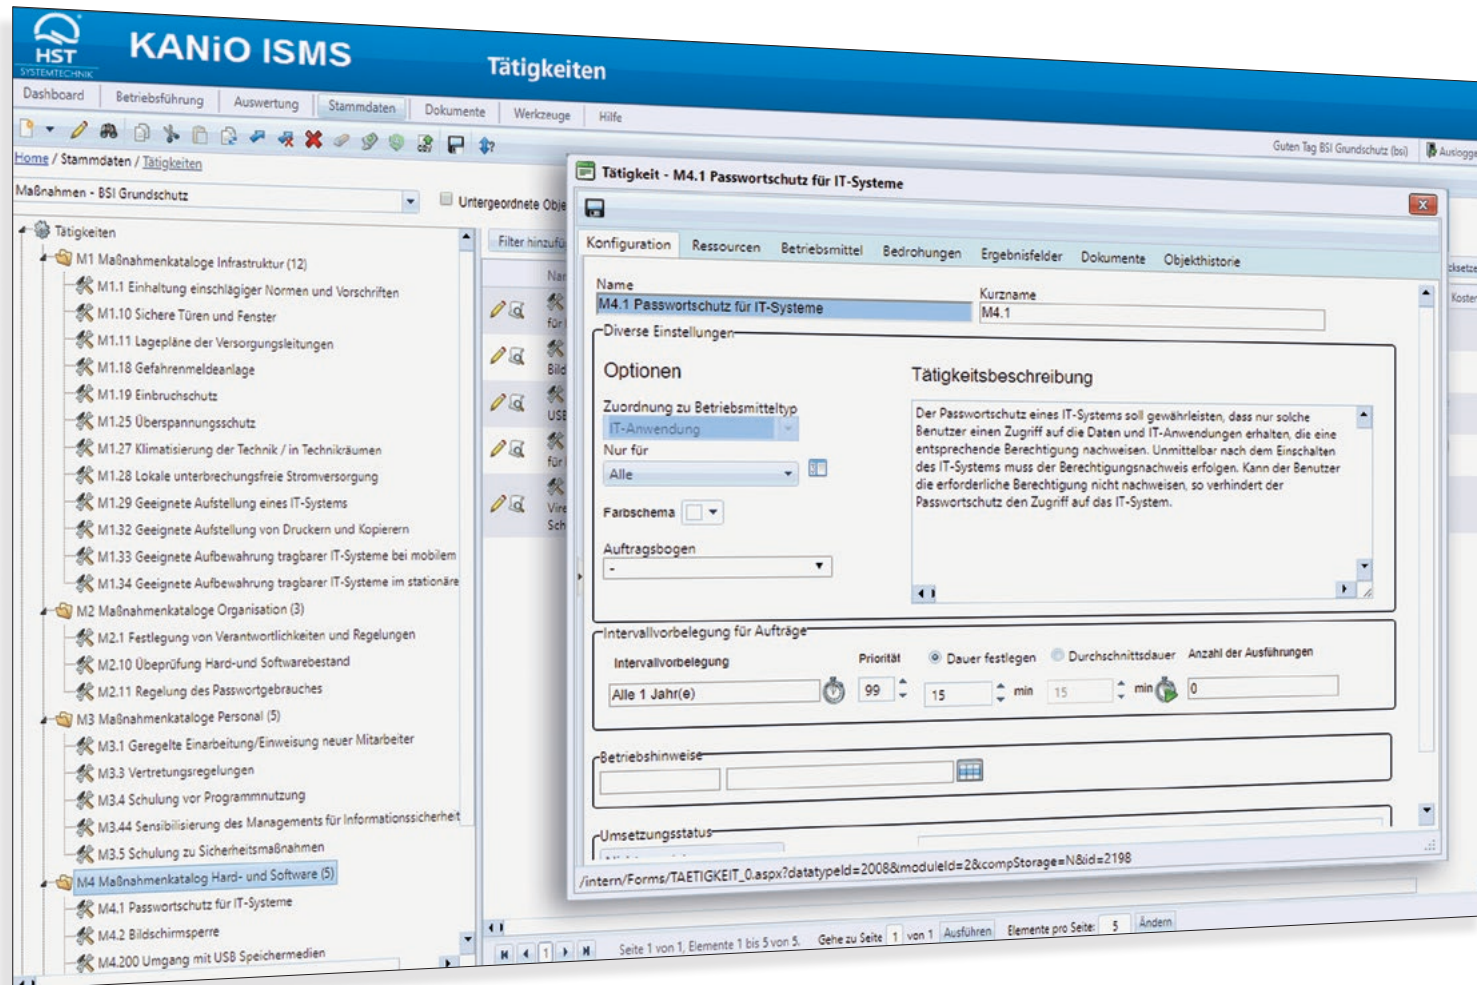 HST
SYSTEMTECHNIK
KANiO ISMS
Tätigkeiten
Dashboard
Betriebsführung
Auswertung
Stammdaten
Dokumente
Werkzeuge
Hilfe
Guten Tag BSI Grundschutz (bsi)
Auslogge
Home / Stammdaten / Tätigkeiten
Maßnahmen - BSI Grundschutz
Untergeordnete Obje
Filter hinzufü
Tätigkeiten
M1 Maßnahmenkataloge Infrastruktur (12)
M1.1 Einhaltung einschlägiger Normen und Vorschriften
M1.10 Sichere Türen und Fenster
M1.11 Lagepläne der Versorgungsleitungen
M1.18 Gefahrenmeldeanlage
M1.19 Einbruchschutz
M1.25 Überspannungsschutz
M1.27 Klimatisierung der Technik / in Technikräumen
M1.28 Lokale unterbrechungsfreie Stromversorgung
M1.29 Geeignete Aufstellung eines IT-Systems
M1.32 Geeignete Aufstellung von Druckern und Kopierern
M1.33 Geeignete Aufbewahrung tragbarer IT-Systeme bei mobilem
M1.34 Geeignete Aufbewahrung tragbarer IT-Systeme im stationäre
M2 Maßnahmenkataloge Organisation (3)
M2.1 Festlegung von Verantwortlichkeiten und Regelungen
M2.10 Übeprüfung Hard-und Softwarebestand
M2.11 Regelung des Passwortgebrauches
M3 Maßnahmenkataloge Personal (5)
M3.1 Geregelte Einarbeitung/Einweisung neuer Mitarbeiter
M3.3 Vertretungsregelungen
M3.4 Schulung vor Programmnutzung
M3.44 Sensibilisierung des Managements für Informationssicherheit
M3.5 Schulung zu Sicherheitsmaßnahmen
M4 Maßnahmenkatalog Hard- und Software (5)
M4.1 Passwortschutz für IT-Systeme
M4.2 Bildschirmsperre
M4.200 Umgang mit USB Speichermedien
Nar
für l
Bild
USB
für l
Vire
Sch
cksetze
Kosten
Tätigkeit - M4.1 Passwortschutz für IT-Systeme
Konfiguration
Ressourcen
Betriebsmittel
Bedrohungen
Ergebnisfelder
Dokumente
Objekthistorie
Name
Kurzname
M4.1 Passwortschutz für IT-Systeme
M4.1
Diverse Einstellungen
Optionen
Zuordnung zu Betriebsmitteltyp
IT-Anwendung
Nur für
Alle
Farbschema
Auftragsbogen
-
Tätigkeitsbeschreibung
Der Passwortschutz eines IT-Systems soll gewährleisten, dass nur solche
Benutzer einen Zugriff auf die Daten und IT-Anwendungen erhalten, die eine
entsprechende Berechtigung nachweisen. Unmittelbar nach dem Einschalten
des IT-Systems muss der Berechtigungsnachweis erfolgen. Kann der Benutzer
die erforderliche Berechtigung nicht nachweisen, so verhindert der
Passwortschutz den Zugriff auf das IT-System.
Intervallvorbelegung für Aufträge
Intervallvorbelegung
Priorität
Dauer festlegen
Durchschnittsdauer
Anzahl der Ausführungen
Alle 1 Jahr(e)
99
15
min
15
min
0
Betriebshinweise
Umsetzungsstatus
/intern/Forms/TAETIGKEIT_0.aspx?datatypeId=2008&moduleId=2&compStorage=N&id=2198
1
Seite 1 von 1, Elemente 1 bis 5 von 5.
Gehe zu Seite 1 von 1 Ausführen
Elemente pro Seite: 5 Ändern